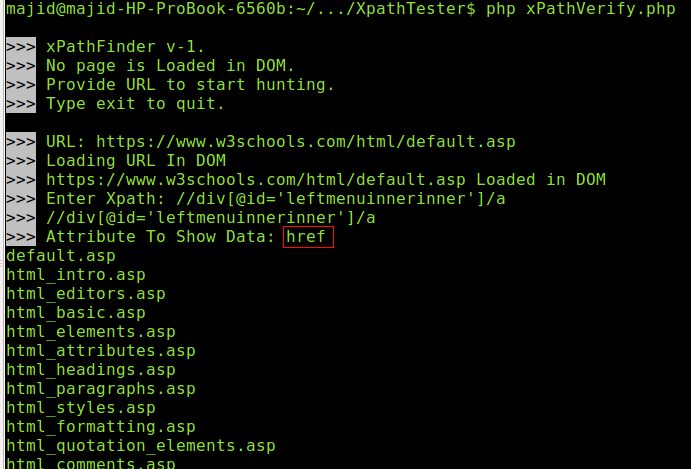 majid@majid-HP-ProBook-6560b:~/.../XpathTester$ php xPathVerify.php
>>> xPathFinder v-1.
>>> No page is Loaded in DOM.
>>> Provide URL to start hunting.
>>> Type exit to quit.
>>> URL: https://www.w3schools.com/html/default.asp
>>> Loading URL In DOM
>>> https://www.w3schools.com/html/default.asp Loaded in DOM
>>> Enter Xpath: //div[@id='leftmenuinnerinner']/a
>>> //div[@id='leftmenuinnerinner']/a
>>> Attribute To Show Data: href
default.asp
html_intro.asp
html_editors.asp
html_basic.asp
html_elements.asp
html_attributes.asp
html_headings.asp
html_paragraphs.asp
html_styles.asp
html_formatting.asp
html_quotation_elements.asp
html_comments.asp